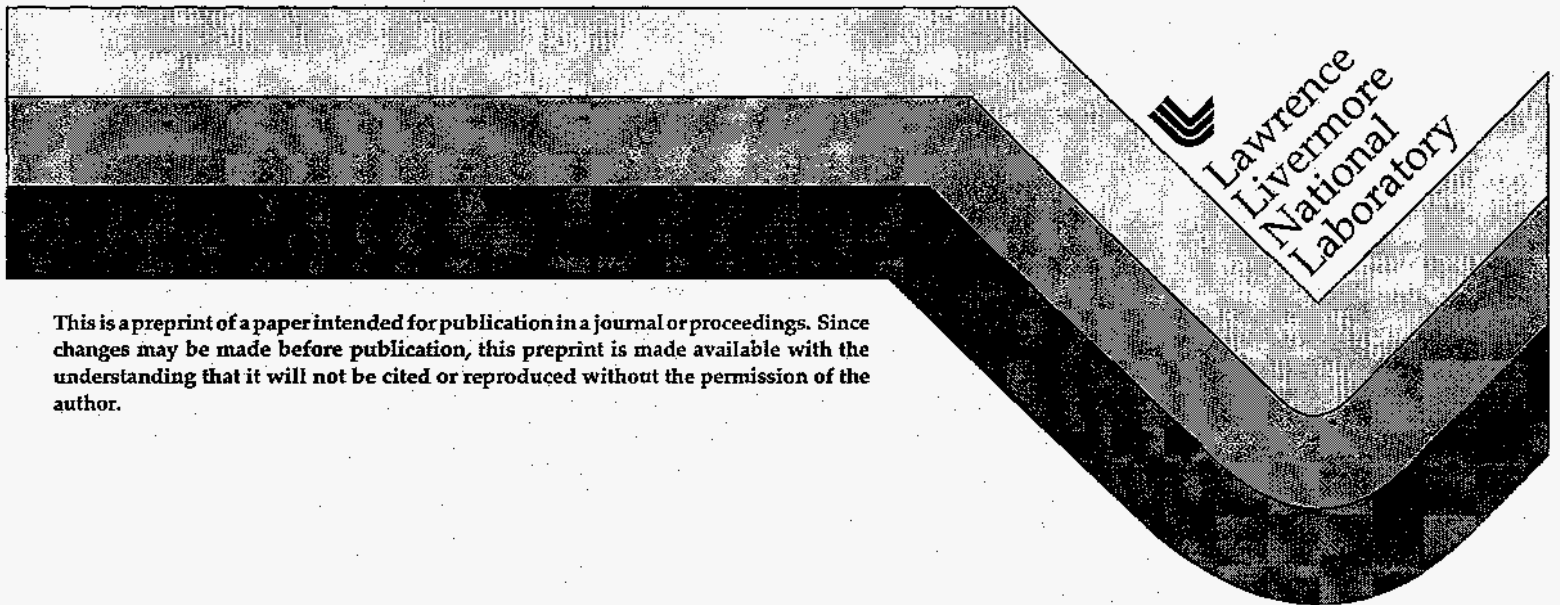 Lawrence
Livermore
National
Laboratory
This is a preprint of a paper intended for publication in a journal or proceedings. Since
changes may be made before publication, this preprint is made available with the
understanding that it will not be cited or reproduced without the permission of the
author.